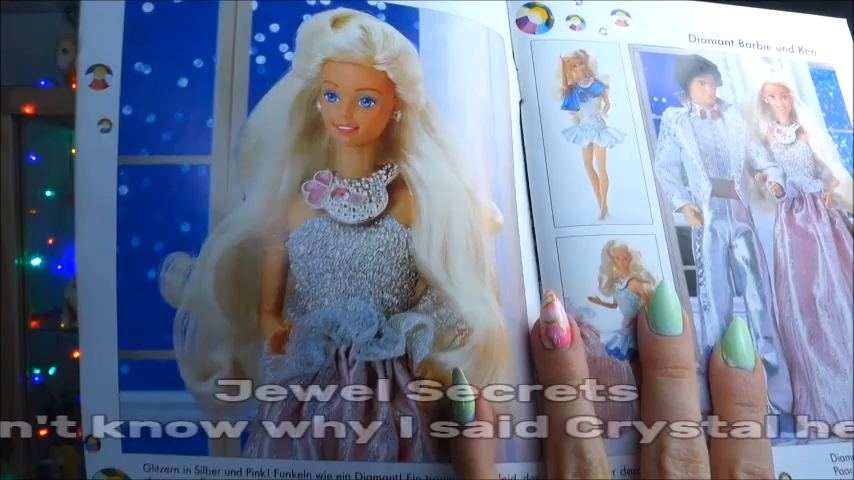 Diamant Barbie und Ken
Jewel Secrets
n't know why I said Crystal he
Glitzern in Silber und Pink! Funkeln wie ein Diamant! Ein